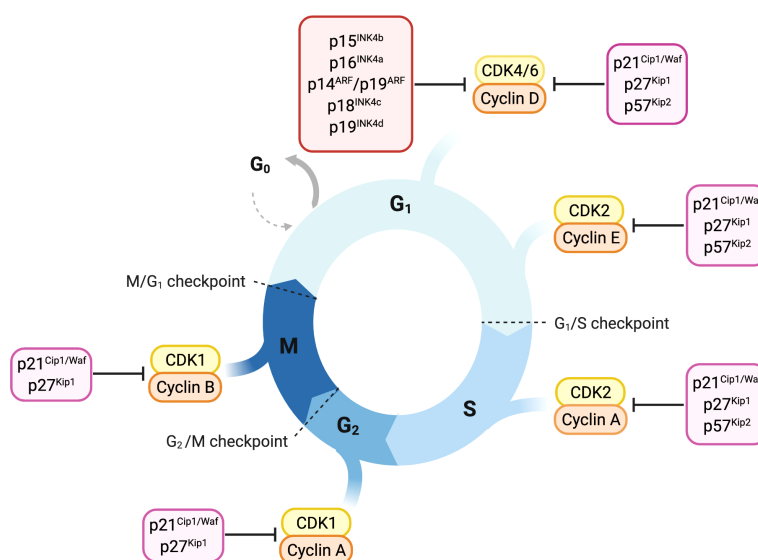 p15INK4b
p16INK4a
p14ARF/p19ARF
p18INK4c
p19INK4d
CDK4/6
Cyclin D
p21Cip1/Waf
p27Kip1
p57Kip2
G0
G1
CDK2
Cyclin E
p21Cip1/Waf
p27Kip1
p57Kip2
M/G1 checkpoint
G1/S checkpoint
M
p21Cip1/Waf
p27Kip1
CDK1
Cyclin B
S
CDK2
Cyclin A
p21Cip1/Waf
p27Kip1
p57Kip2
G2
G2/M checkpoint
p21Cip1/Waf
p27Kip1
CDK1
Cyclin A